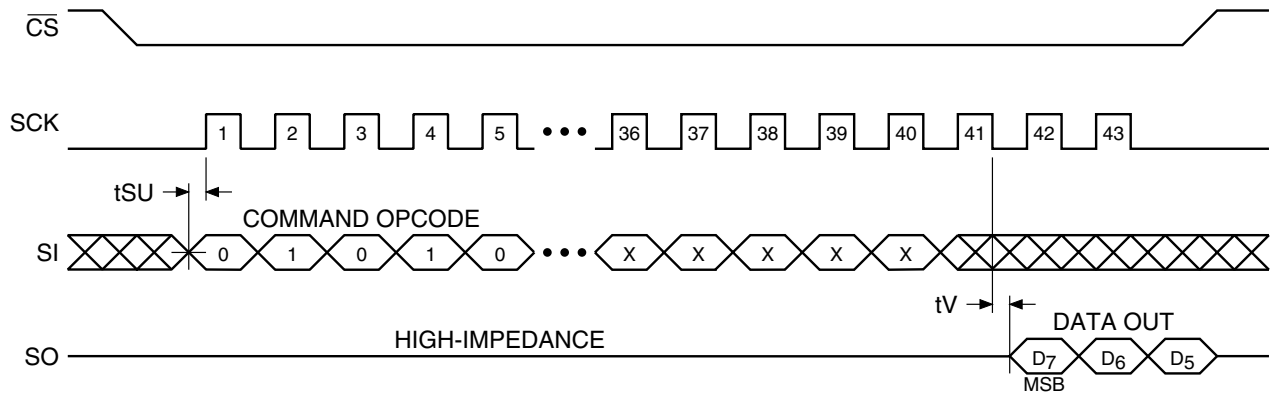 CS
SCK
1 2 3 4 5 ••• 36 37 38 39 40 41 42 43
tSU
COMMAND OPCODE
SI
0 1 0 1 0 ••• X X X X X
tV
DATA OUT
HIGH-IMPEDANCE
SO
D7 D6 D5
MSB